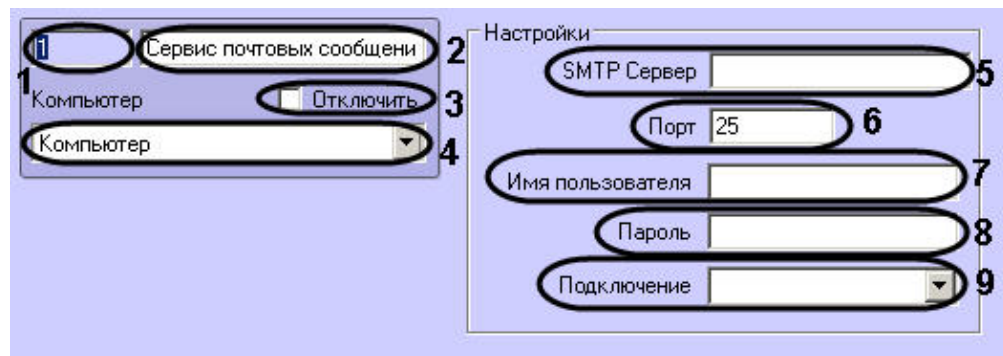 1 Сервис почтовых сообщени 2
1
Компьютер Отключить 3
Компьютер 4
Настройки
SMTP Сервер 5
Порт 25 6
Имя пользователя 7
Пароль 8
Подключение 9